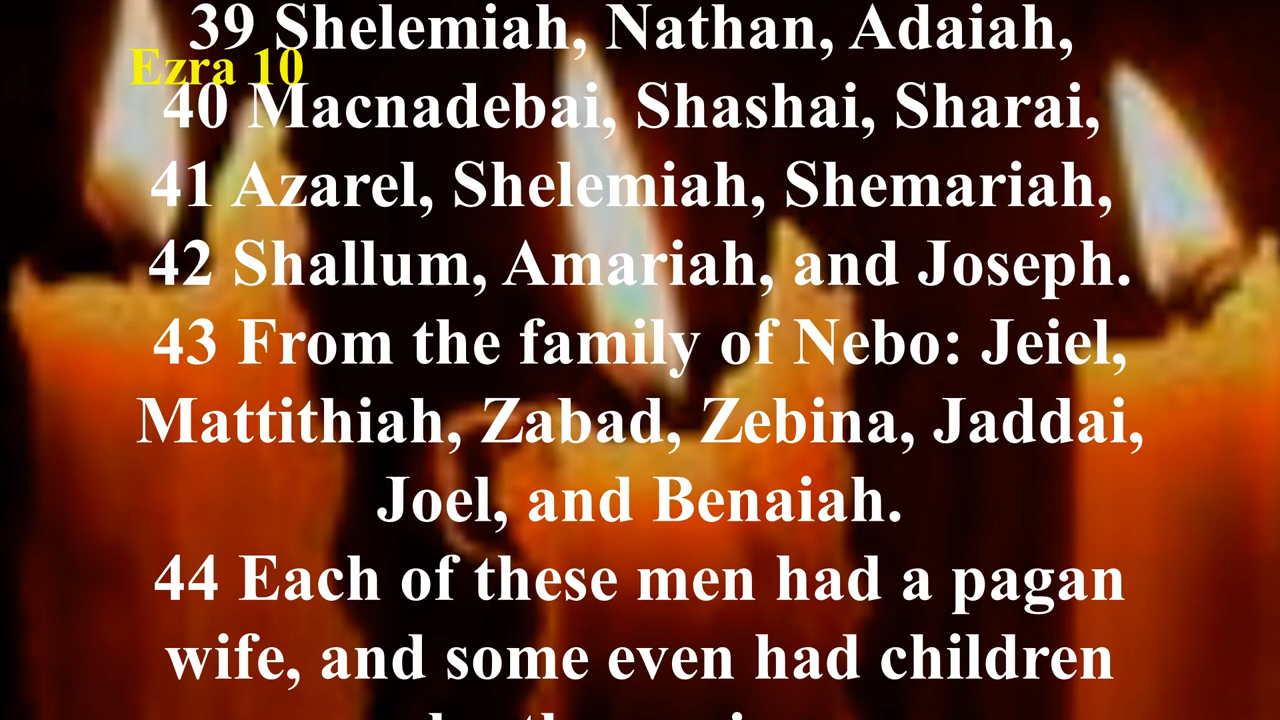 39 Shelemiah, Nathan, Adaiah,
Ezra 10
40 Macnadebai, Shashai, Sharai,
41 Azarel, Shelemiah, Shemariah,
42 Shallum, Amariah, and Joseph.
43 From the family of Nebo: Jeiel,
Mattithiah, Zabad, Zebina, Jaddai,
Joel, and Benaiah.
44 Each of these men had a pagan
wife, and some even had children